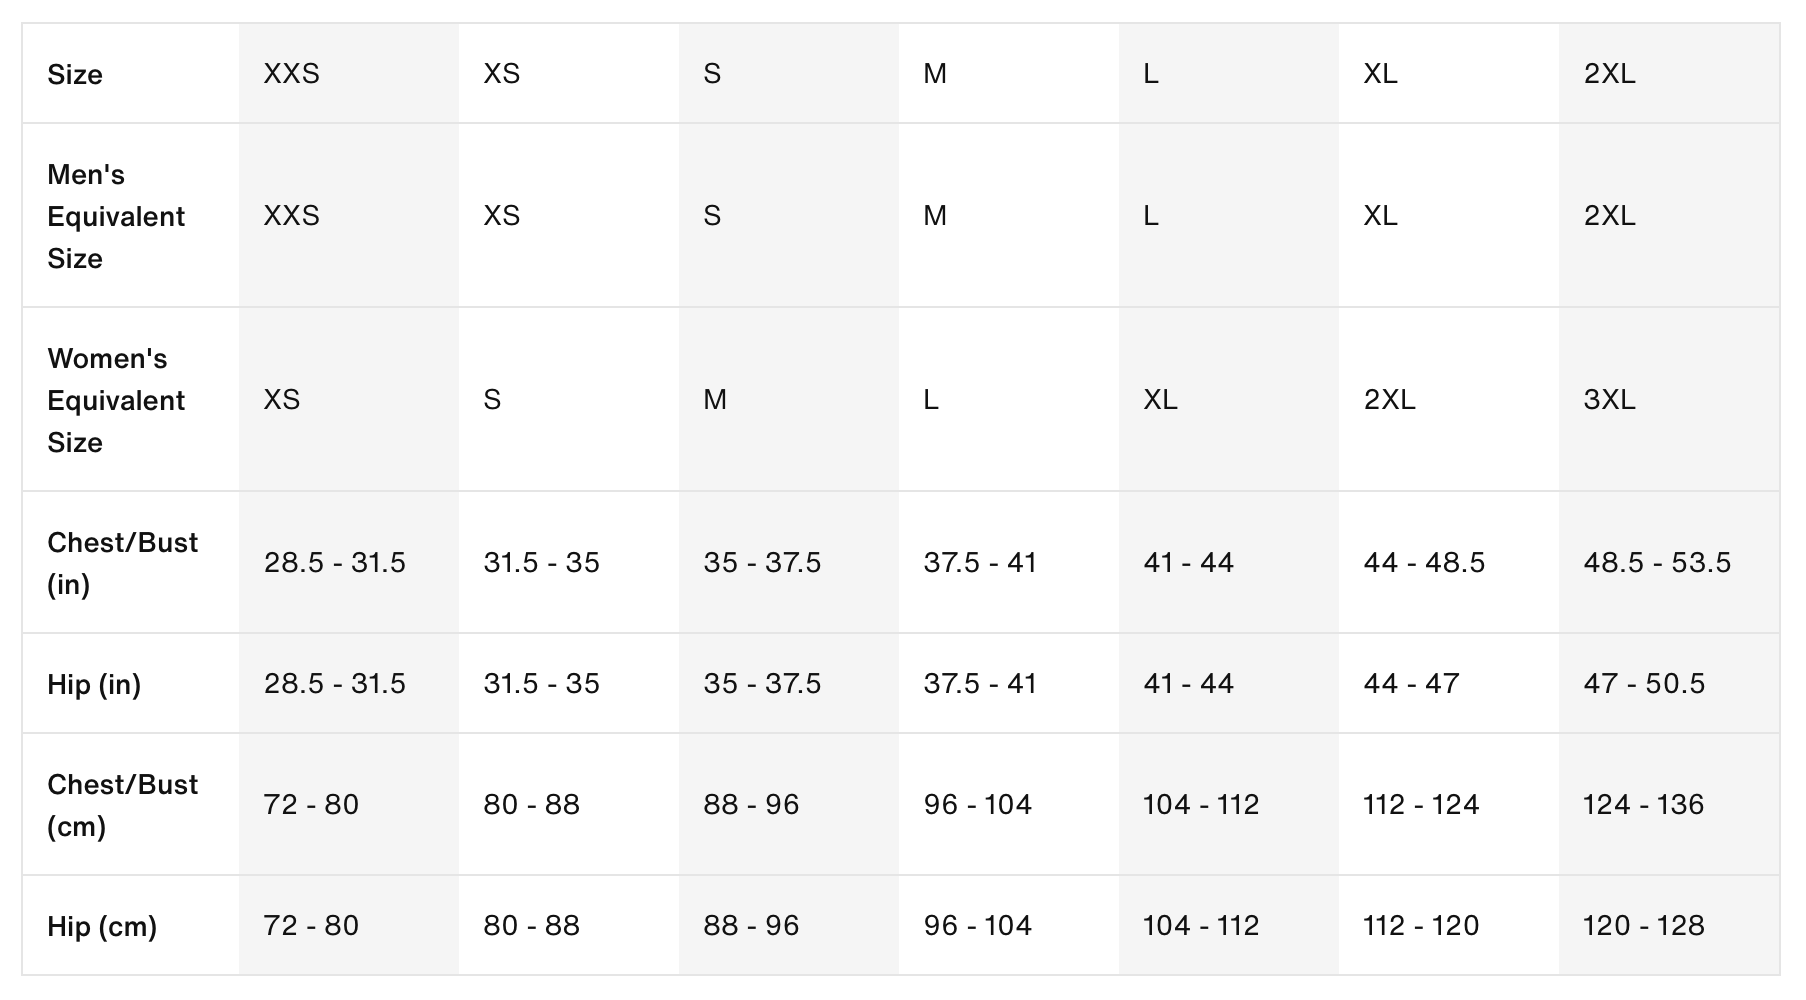 Size XXS XS S M L XL 2XL
Men's
Equivalent XXS XS S M L XL 2XL
Size
Women's
Equivalent XS S M L XL 2XL 3XL
Size
Chest/Bust
(in) 28.5 - 31.5 31.5 - 35 35 - 37.5 37.5 - 41 41 - 44 44 - 48.5 48.5 - 53.5
Hip (in) 28.5 - 31.5 31.5 - 35 35 - 37.5 37.5 - 41 41 - 44 44 - 47 47 - 50.5
Chest/Bust
(cm) 72 - 80 80 - 88 88 - 96 96 - 104 104 - 112 112 - 124 124 - 136
Hip (cm) 72 - 80 80 - 88 88 - 96 96 - 104 104 - 112 112 - 120 120 - 128